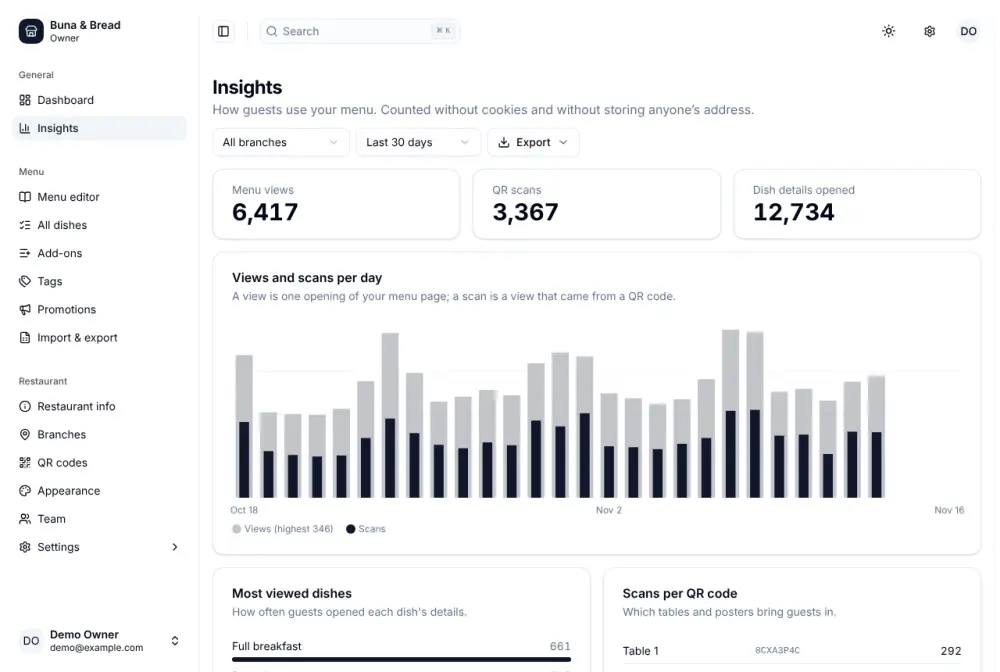 Buna & Bread
Owner
General
Dashboard
Insights
Menu
Menu editor
All dishes
Add-ons
Tags
Promotions
Import & export
Restaurant
Restaurant info
Branches
QR codes
Appearance
Team
Settings
DO
Demo Owner
demo@example.com
Search
⌘ K
DO
Insights
How guests use your menu. Counted without cookies and without storing anyone’s address.
All branches
Last 30 days
Export
Menu views
6,417
QR scans
3,367
Dish details opened
12,734
Views and scans per day
A view is one opening of your menu page; a scan is a view that came from a QR code.
Oct 18
Nov 2
Nov 16
Views (highest 346)
Scans
Most viewed dishes
How often guests opened each dish's details.
Full breakfast
661
Scans per QR code
Which tables and posters bring guests in.
Table 1
8CXA3P4C
292